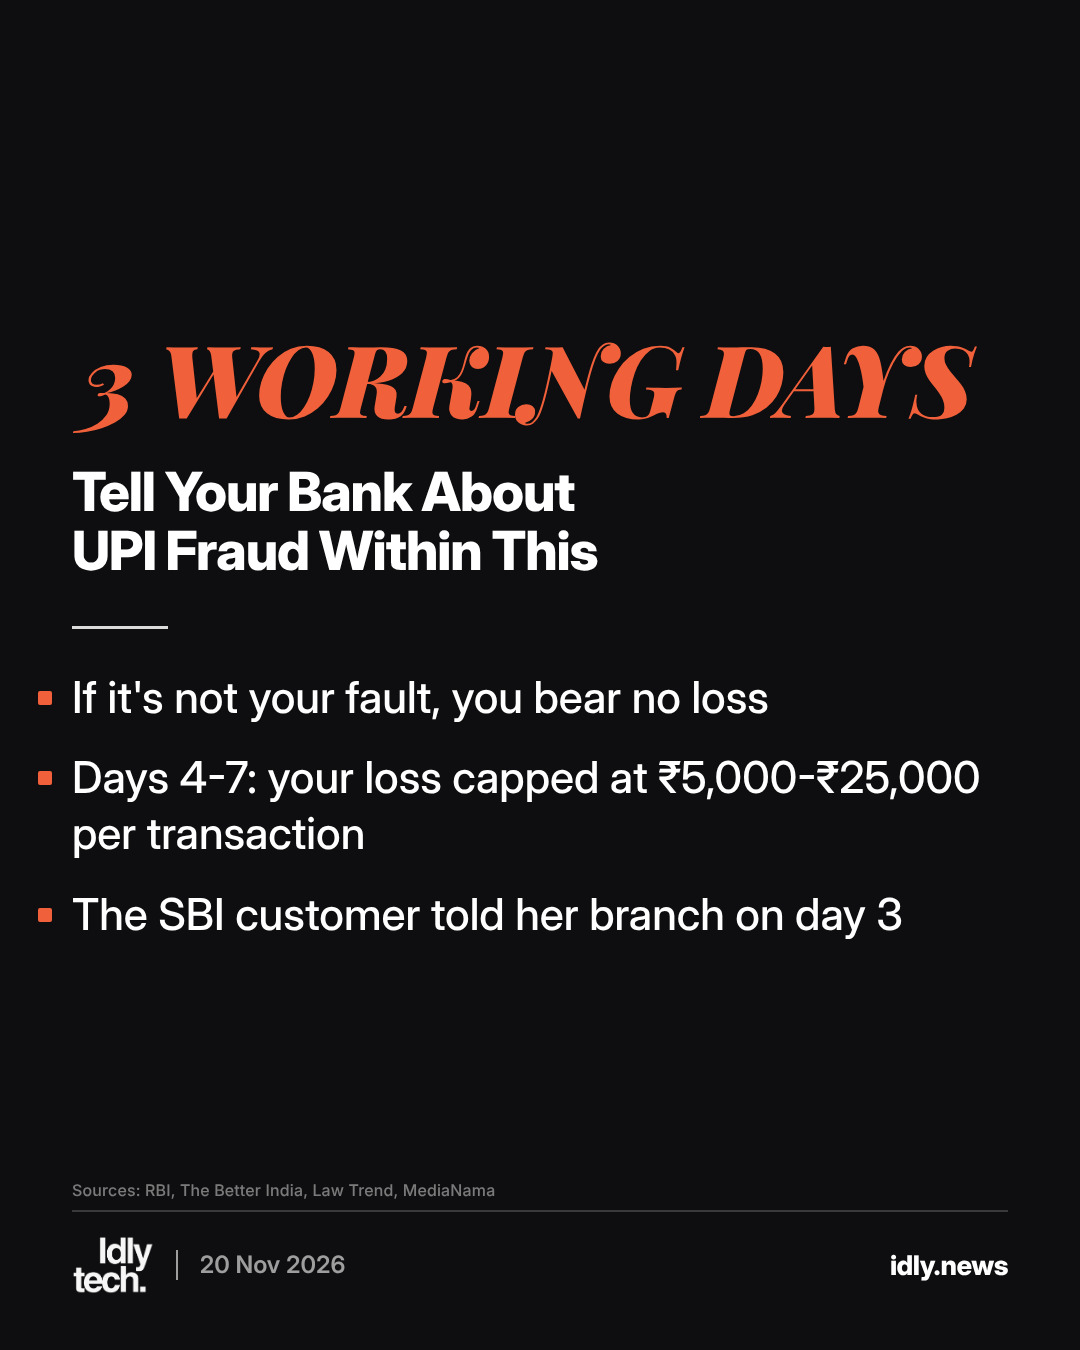 3 WORKING DAYS
Tell Your Bank About
UPI Fraud Within This
If it's not your fault, you bear no loss
Days 4-7: your loss capped at ₹5,000-₹25,000
per transaction
The SBI customer told her branch on day 3
Sources: RBI, The Better India, Law Trend, MediaNama
Idly
tech.
20 Nov 2026
idly.news